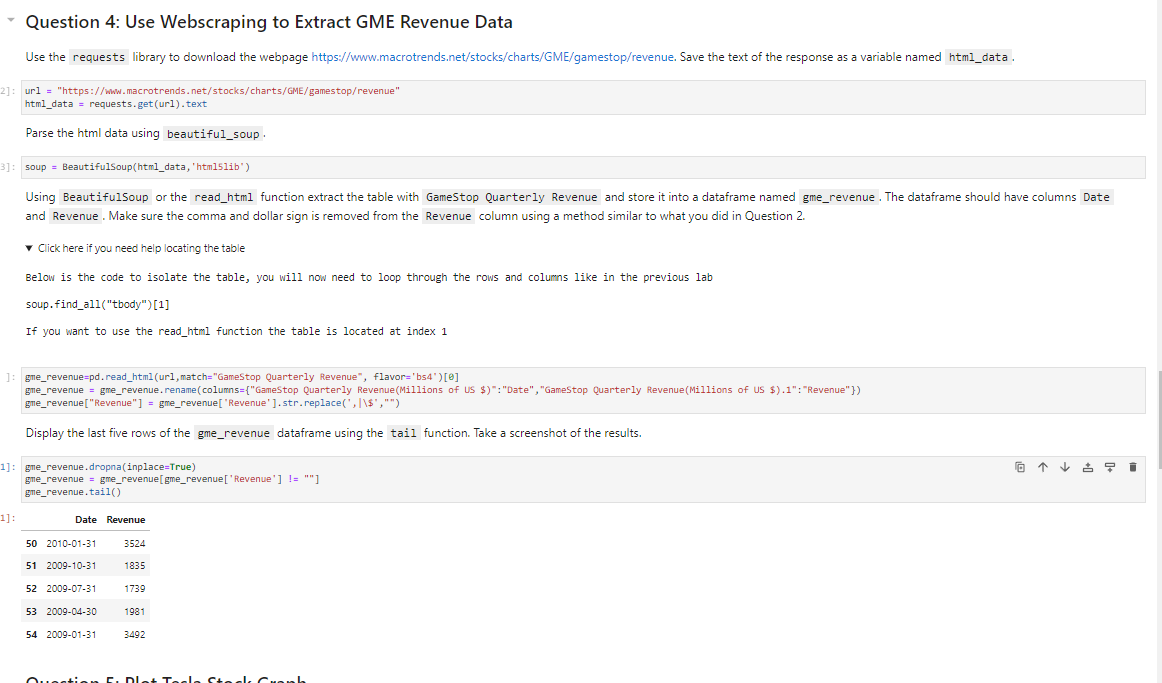 Question 4: Use Webscraping to Extract GME Revenue Data
Use the requests library to download the webpage https://www.macrotrends.net/stocks/charts/GME/gamestop/revenue. Save the text of the response as a variable named html_data.
2]: url = "https://www.macrotrends.net/stocks/charts/GME/gamestop/revenue"
html_data = requests.get(url).text
Parse the html data using beautiful_soup.
3]: soup = BeautifulSoup(html_data,'html5lib')
Using BeautifulSoup or the read_html function extract the table with GameStop Quarterly Revenue and store it into a dataframe named gme_revenue. The dataframe should have columns Date
and Revenue. Make sure the comma and dollar sign is removed from the Revenue column using a method similar to what you did in Question 2.
▼ Click here if you need help locating the table
Below is the code to isolate the table, you will now need to loop through the rows and columns like in the previous lab
soup.find_all("tbody")[1]
If you want to use the read_html function the table is located at index 1
]: gme_revenue=pd.read_html(url,match="GameStop Quarterly Revenue", flavor='bs4')[0]
gme_revenue = gme_revenue.rename(columns={"GameStop Quarterly Revenue(Millions of US $)":"Date","GameStop Quarterly Revenue(Millions of US $).1":"Revenue"})
gme_revenue["Revenue"] = gme_revenue['Revenue'].str.replace(',|\$',"")
Display the last five rows of the gme_revenue dataframe using the tail function. Take a screenshot of the results.
1]: gme_revenue.dropna(inplace=True)
gme_revenue = gme_revenue[gme_revenue['Revenue'] != ""]
gme_revenue.tail()
1]: Date Revenue
50 2010-01-31 3524
51 2009-10-31 1835
52 2009-07-31 1739
53 2009-04-30 1981
54 2009-01-31 3492
Question 5: Plot Tesla Stock Graph